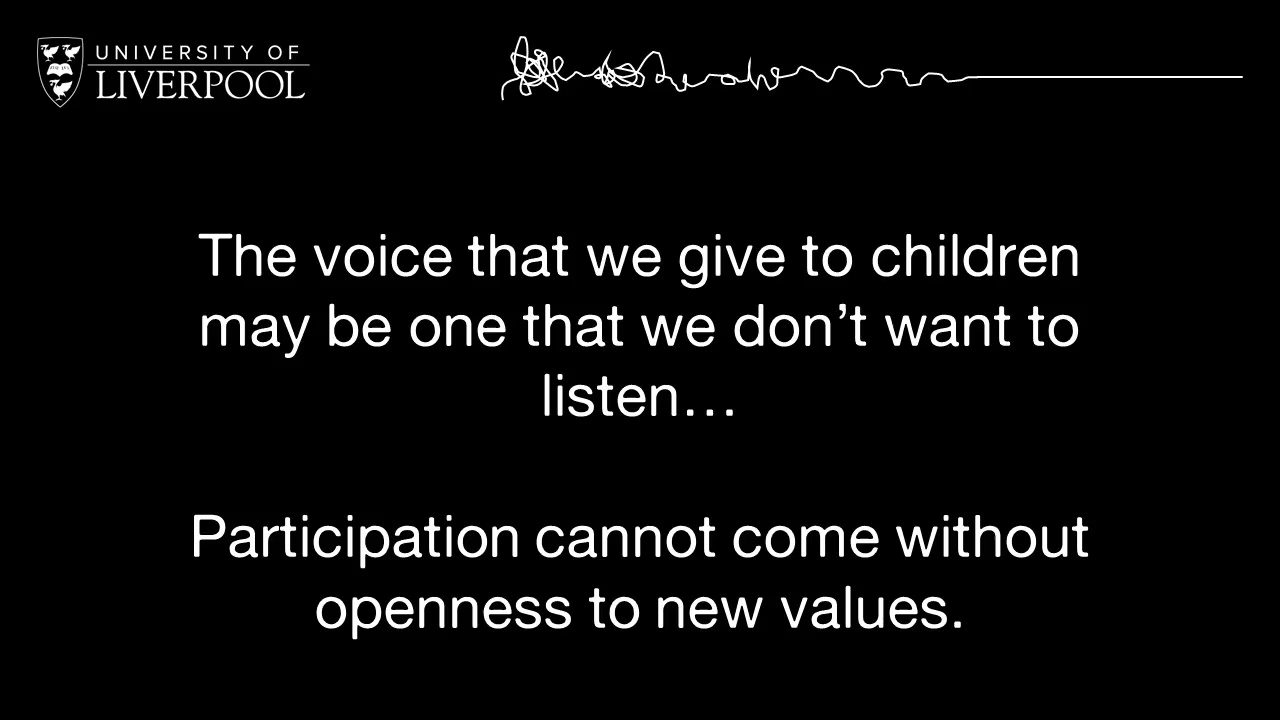 UNIVERSITY OF
LIVERPOOL
The voice that we give to children
may be one that we don’t want to
listen…
Participation cannot come without
openness to new values.